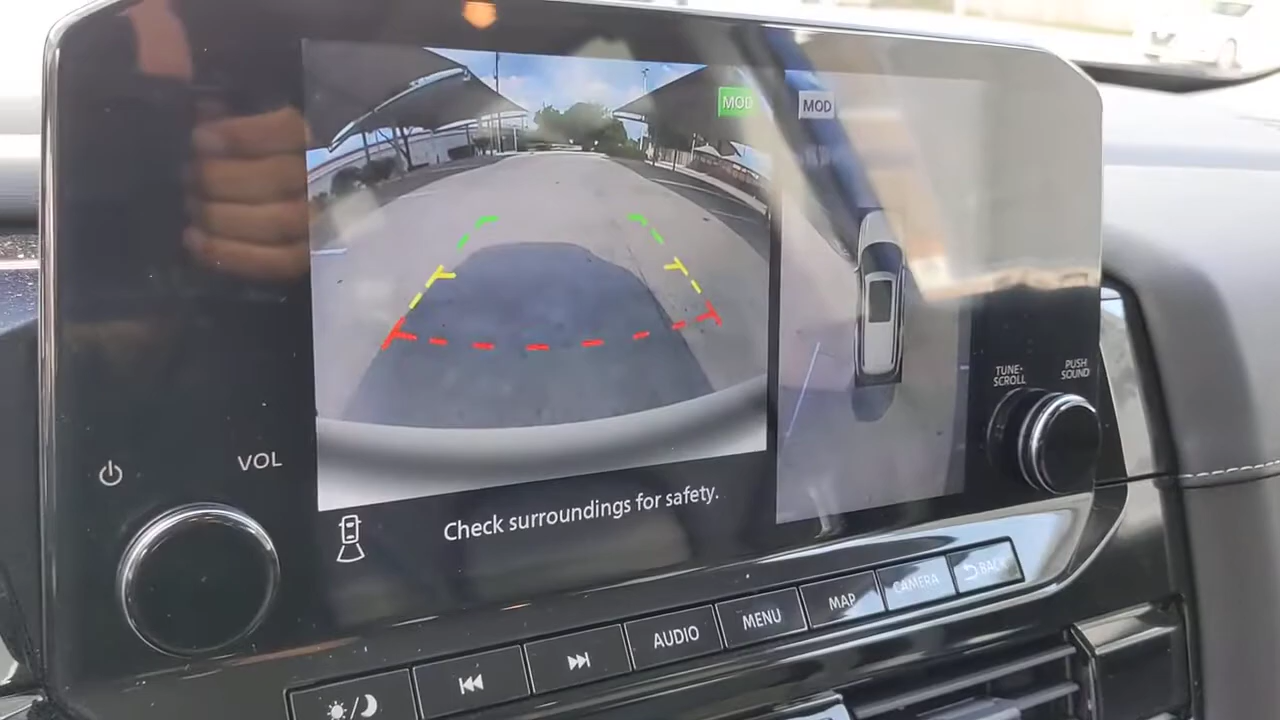 MOD
MOD
TUNE·
SCROLL
PUSH
SOUND
VOL
Check surroundings for safety.
AUDIO
MENU
MAP
CAMERA
BACK